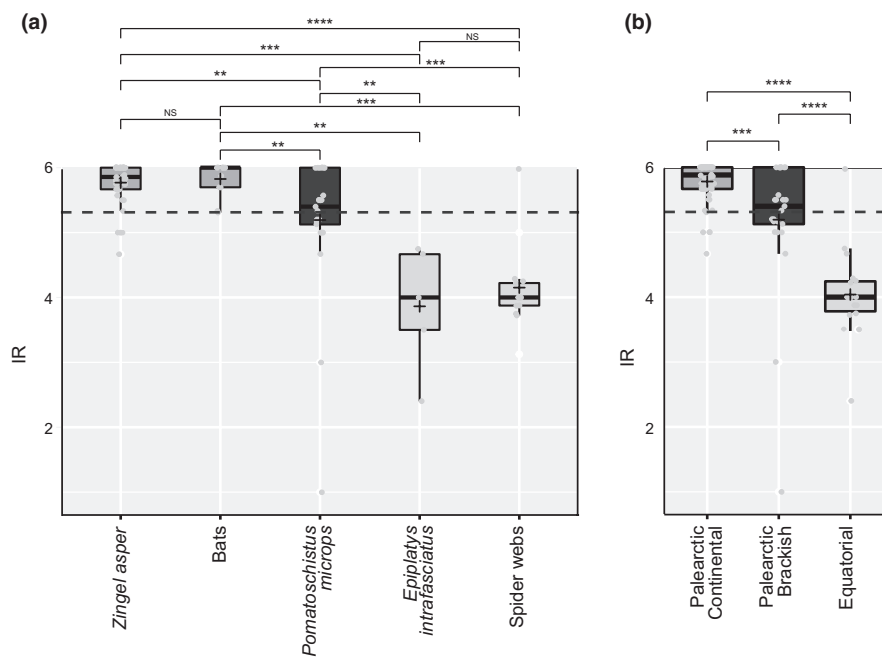 (a)
****
NS
***
***
**
**
***
NS
**
**
6
4
2
IR
Zingel asper
Bats
Pomatoschistus
microps
Epiplatys
intrafasciatus
Spider webs
(b)
****
****
***
6
4
2
IR
Palearctic
Continental
Palearctic
Brackish
Equatorial